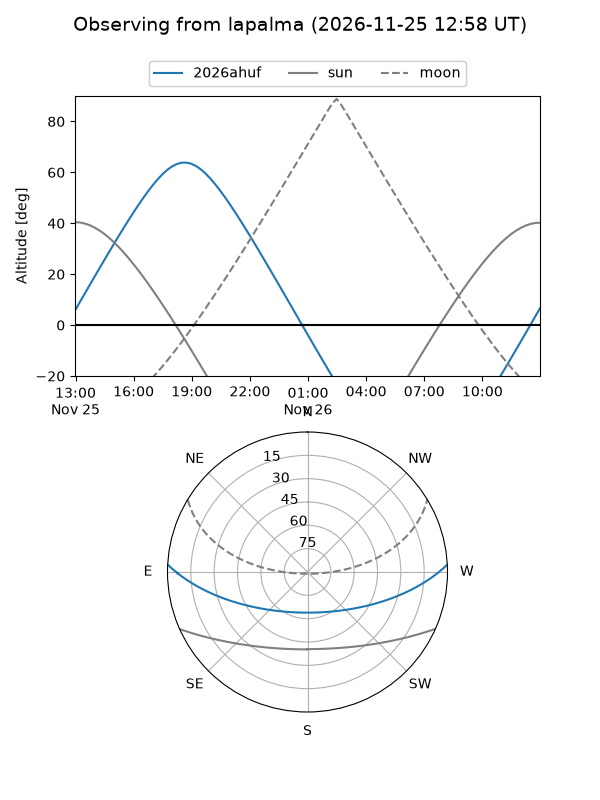 Observing from lapalma (2026-11-25 12:58 UT)
2026ahuf sun moon
Altitude [deg]
80
60
40
20
0
−20
13:00 16:00 19:00 22:00 01:00 04:00 07:00 10:00
Nov 25 Nov 26
N
NE NW
15
30
45
60
75
E W
SE SW
S